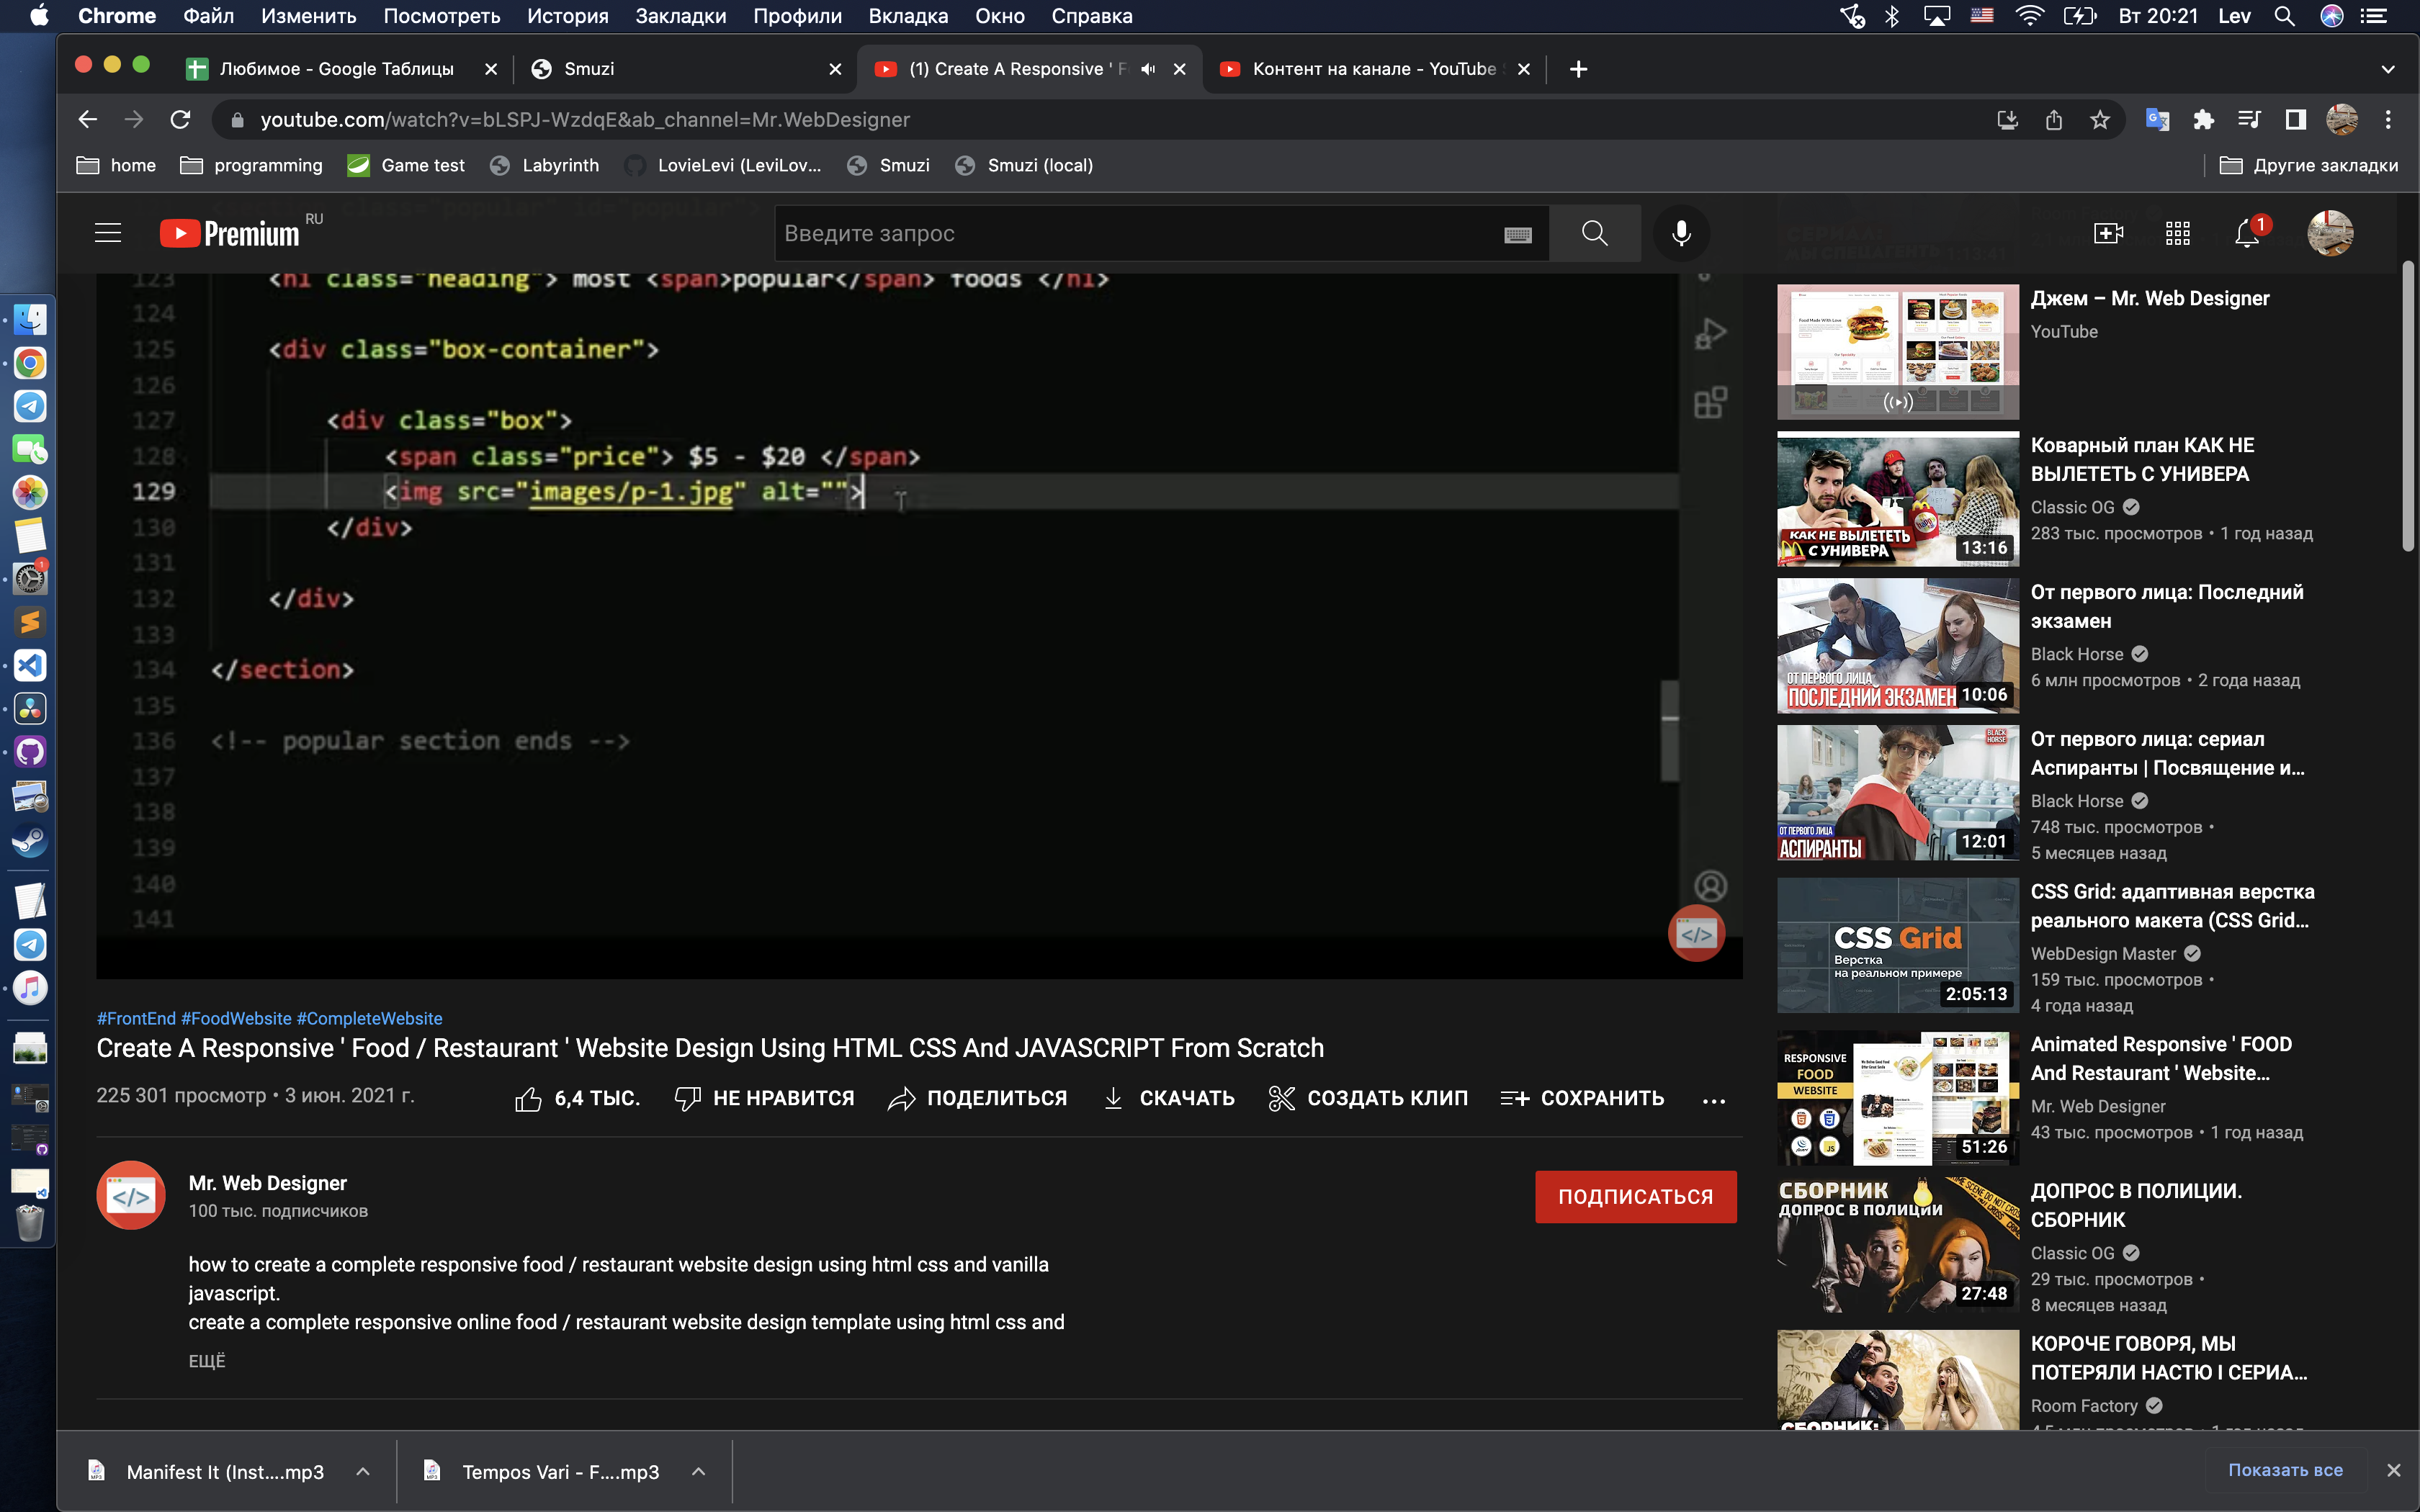 Chrome Файл Изменить Посмотреть История Закладки Профили Вкладка Окно Справка Вт 20:21 Lev
Любимое - Google Таблицы
Smuzi
(1) Create A Responsive ' F
Контент на канале - YouTube
youtube.com/watch?v=bLSPJ-WzdqE&ab_channel=Mr.WebDesigner
home programming Game test Labyrinth LovieLevi (LeviLov... Smuzi Smuzi (local) Другие закладки
Premium RU
Введите запрос
1
123 <h1 class="heading"> most <span>popular</span> foods </h1>
124
125 <div class="box-container">
126
127 <div class="box">
128 <span class="price"> $5 - $20 </span>
129 <img src="images/p-1.jpg" alt="">
130 </div>
131
132 </div>
133
134 </section>
135
136 <!-- popular section ends -->
137
138
139
140
141
</>
#FrontEnd #FoodWebsite #CompleteWebsite
Create A Responsive ' Food / Restaurant ' Website Design Using HTML CSS And JAVASCRIPT From Scratch
225 301 просмотр • 3 июн. 2021 г.
6,4 ТЫС. НЕ НРАВИТСЯ ПОДЕЛИТЬСЯ СКАЧАТЬ СОЗДАТЬ КЛИП СОХРАНИТЬ ...
</>
Mr. Web Designer
100 тыс. подписчиков
ПОДПИСАТЬСЯ
how to create a complete responsive food / restaurant website design using html css and vanilla
javascript.
create a complete responsive online food / restaurant website design template using html css and
ЕЩЁ
Джем – Mr. Web Designer
YouTube
КАК НЕ ВЫЛЕТЕТЬ
С УНИВЕРА
13:16
Коварный план КАК НЕ
ВЫЛЕТЕТЬ С УНИВЕРА
Classic OG
283 тыс. просмотров • 1 год назад
ОТ ПЕРВОГО ЛИЦА
ПОСЛЕДНИЙ ЭКЗАМЕН
10:06
От первого лица: Последний
экзамен
Black Horse
6 млн просмотров • 2 года назад
BLACK HORSE
ОТ ПЕРВОГО ЛИЦА
АСПИРАНТЫ
12:01
От первого лица: сериал
Аспиранты | Посвящение и...
Black Horse
748 тыс. просмотров •
5 месяцев назад
CSS Grid
Верстка
на реальном примере
2:05:13
CSS Grid: адаптивная верстка
реального макета (CSS Grid...
WebDesign Master
159 тыс. просмотров •
4 года назад
RESPONSIVE
FOOD
WEBSITE
51:26
Animated Responsive ' FOOD
And Restaurant ' Website...
Mr. Web Designer
43 тыс. просмотров • 1 год назад
СБОРНИК
ДОПРОС В ПОЛИЦИИ
27:48
ДОПРОС В ПОЛИЦИИ.
СБОРНИК
Classic OG
29 тыс. просмотров •
8 месяцев назад
СБОРНИК:
КОРОЧЕ ГОВОРЯ, МЫ
ПОТЕРЯЛИ НАСТЮ I СЕРИА...
Room Factory
Manifest It (Inst....mp3
Tempos Vari - F....mp3
Показать все